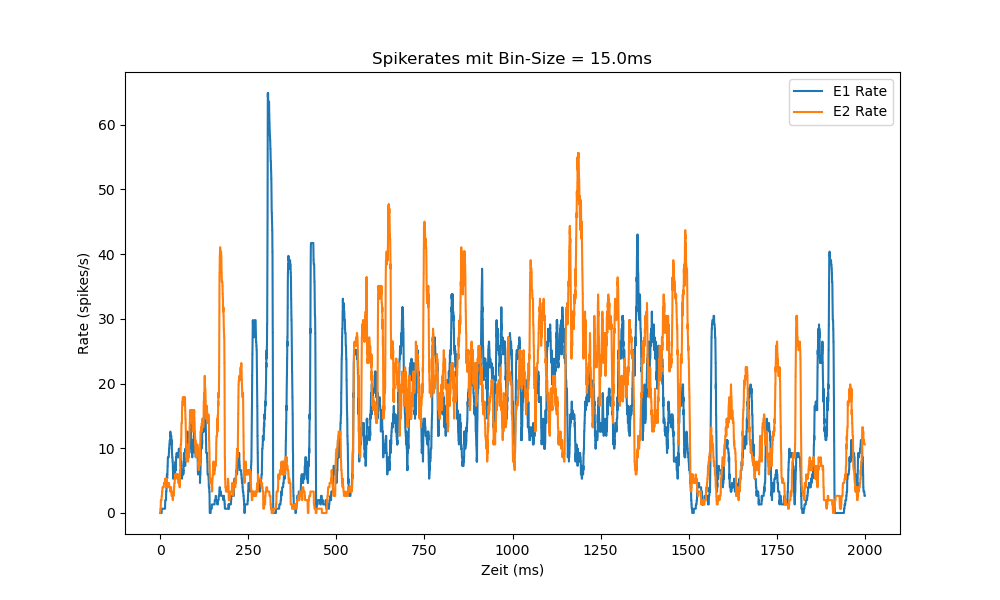 Spikerates mit Bin-Size = 15.0ms
E1 Rate
E2 Rate
60
50
40
30
20
10
0
Rate (spikes/s)
0 250 500 750 1000 1250 1500 1750 2000
Zeit (ms)